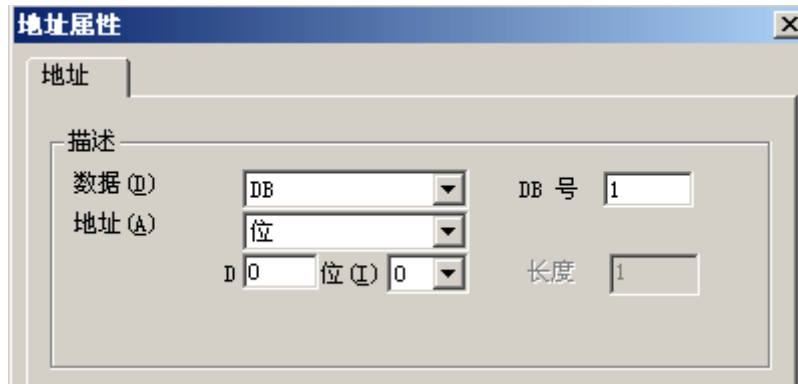 地址属性
地址
描述
数据(D) DB DB 号 1
地址(A) 位
D 0 位(I) 0 长度 1